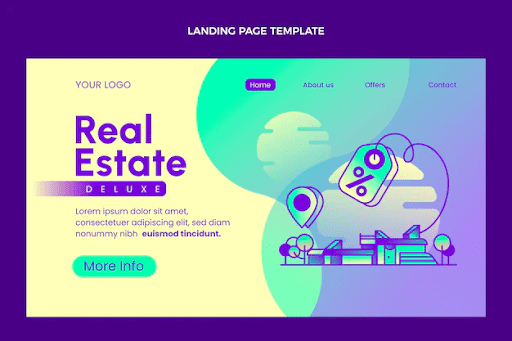 LANDING PAGE TEMPLATE
YOUR LOGO
Home About us Offers Contact
Real
Estate
DELUXE
Lorem ipsum dolor sit amet,
consectetuer adipiscing elit, sed diam
nonummy nibh euismod tincidunt.
More Info
%